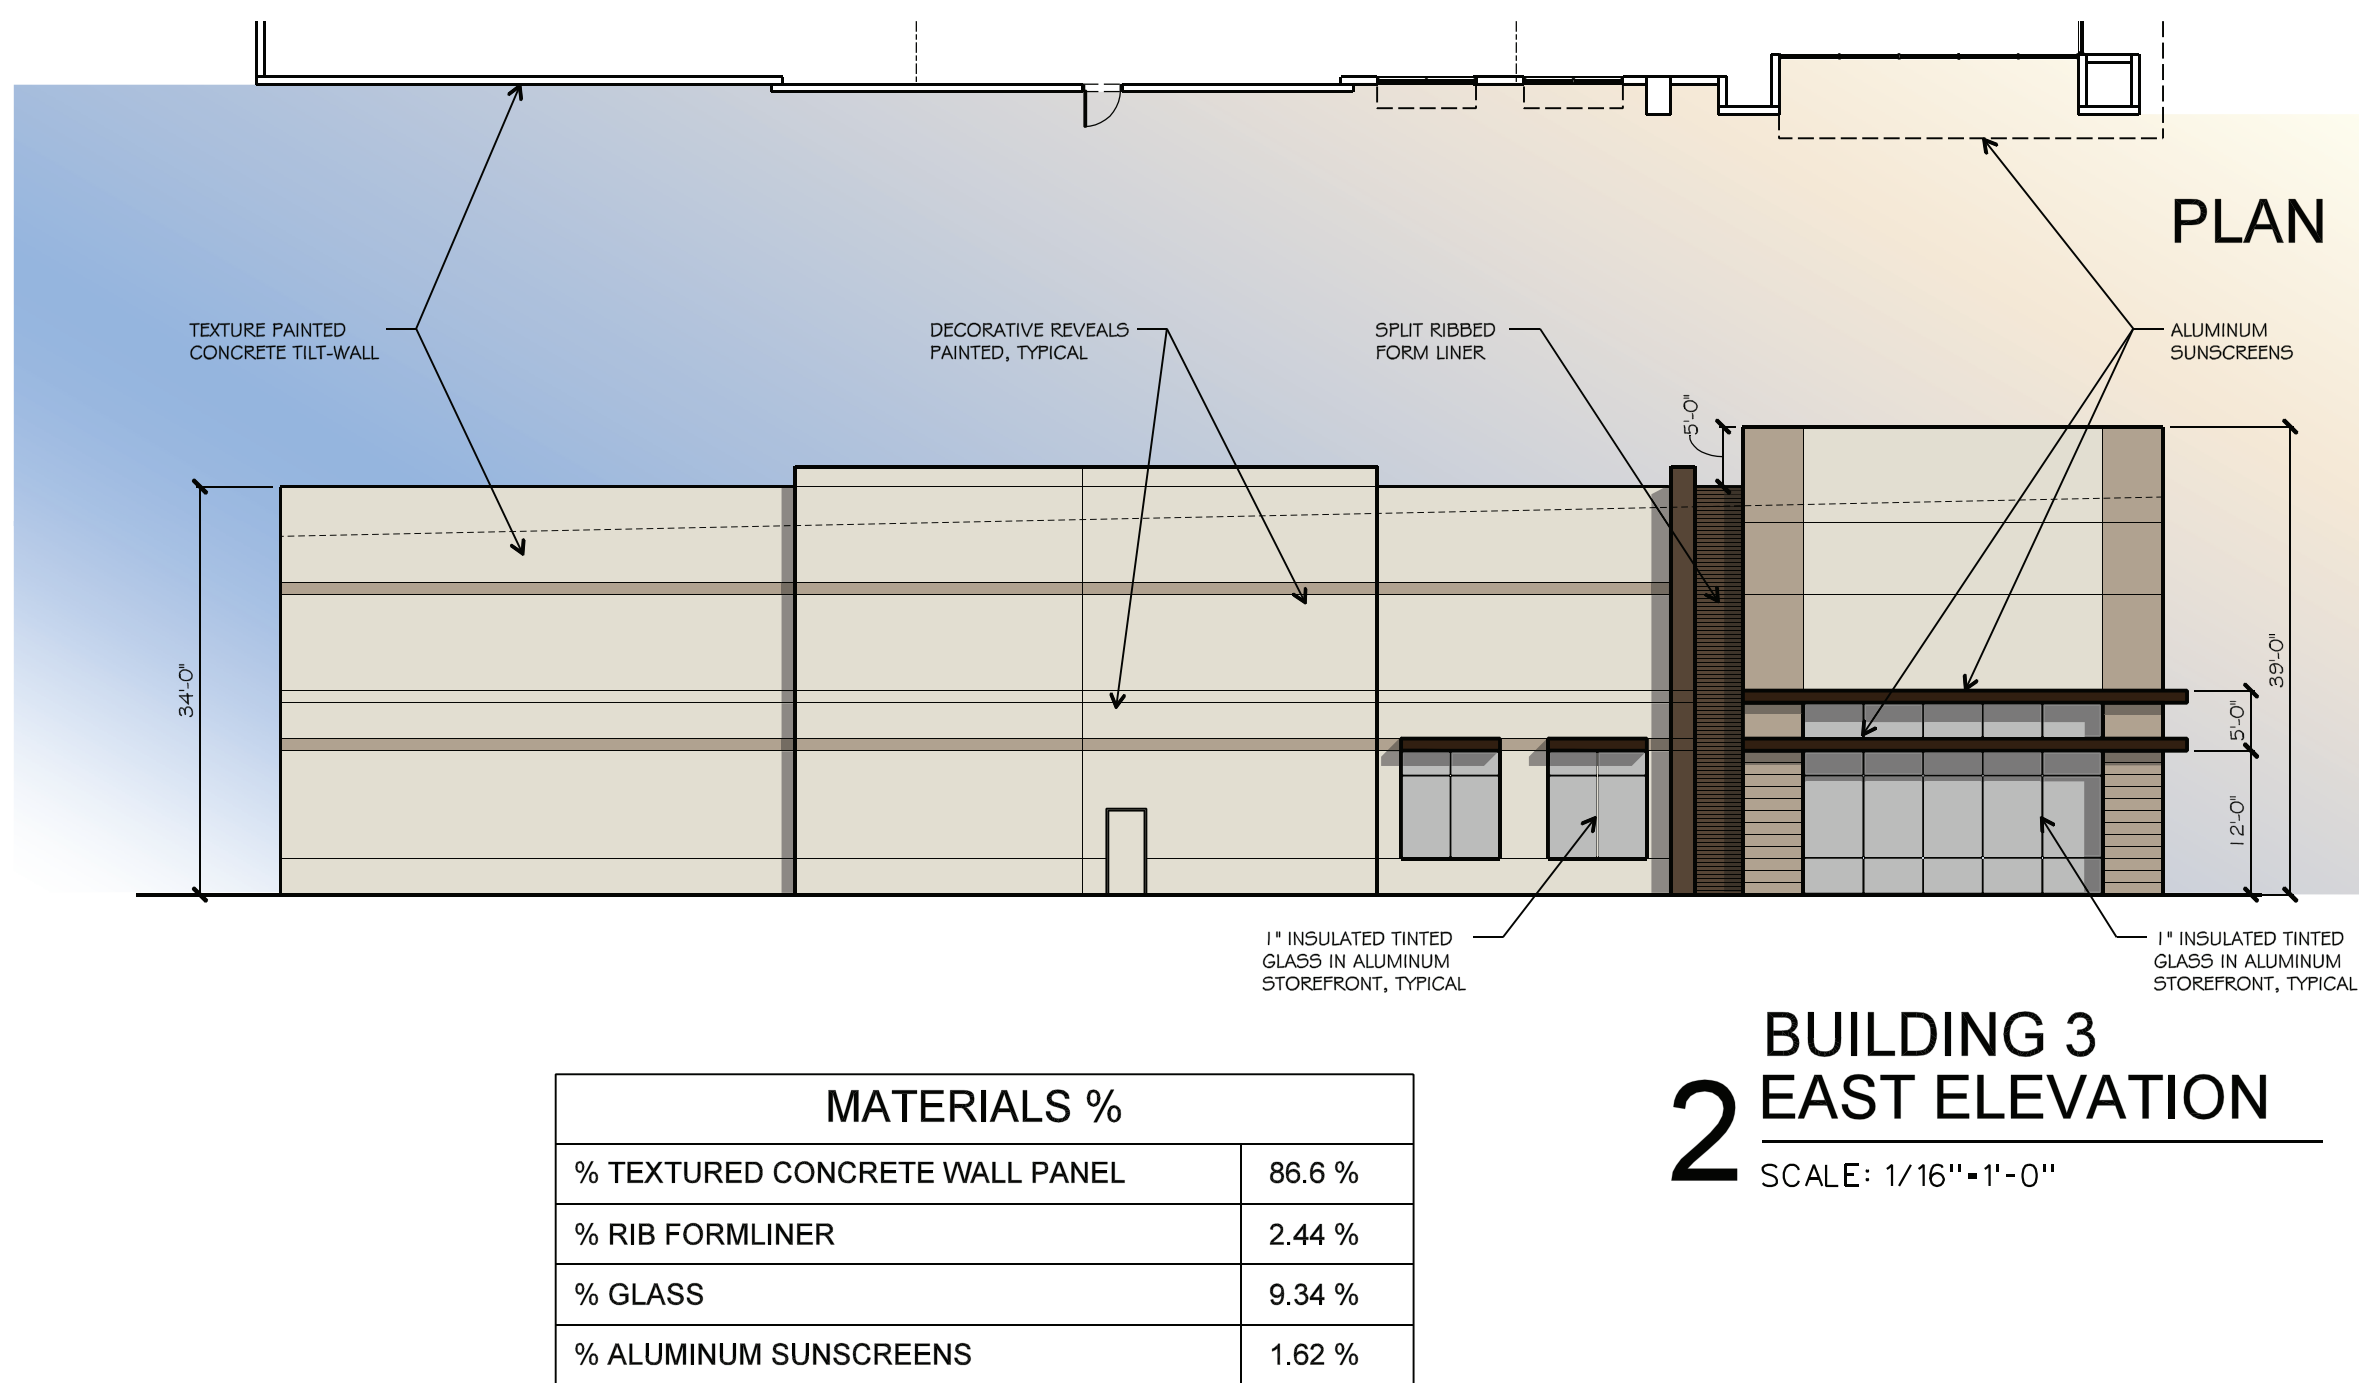 PLAN
TEXTURE PAINTED
CONCRETE TILT-WALL
DECORATIVE REVEALS
PAINTED, TYPICAL
SPLIT RIBBED
FORM LINER
ALUMINUM
SUNSCREENS
5'-0"
34'-0"
39'-0"
5'-0"
12'-0"
1" INSULATED TINTED
GLASS IN ALUMINUM
STOREFRONT, TYPICAL
1" INSULATED TINTED
GLASS IN ALUMINUM
STOREFRONT, TYPICAL
2
BUILDING 3
EAST ELEVATION
SCALE: 1/16"=1'-0"
MATERIALS %
% TEXTURED CONCRETE WALL PANEL 86.6 %
% RIB FORMLINER 2.44 %
% GLASS 9.34 %
% ALUMINUM SUNSCREENS 1.62 %